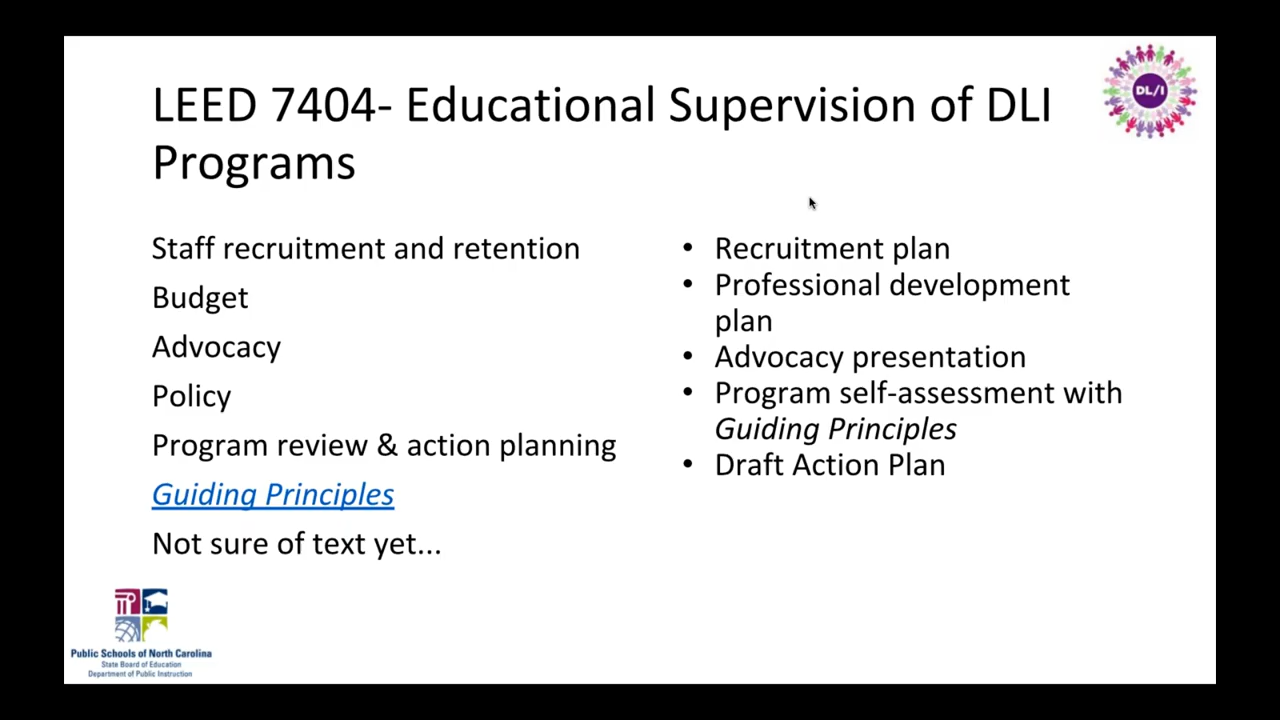 LEED 7404- Educational Supervision of DLI
Programs
DL/I
Staff recruitment and retention
Budget
Advocacy
Policy
Program review & action planning
Guiding Principles
Not sure of text yet...
• Recruitment plan
• Professional development
plan
• Advocacy presentation
• Program self-assessment with
Guiding Principles
• Draft Action Plan
Public Schools of North Carolina
State Board of Education
Department of Public Instruction